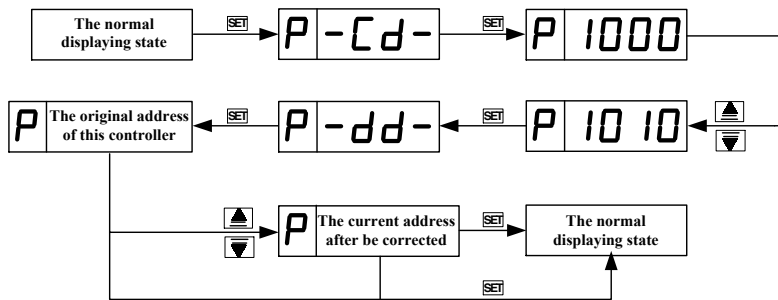 The normal
displaying state
SET
P -Cd-
SET
P 1000
P The original address
of this controller
SET
P -dd-
SET
P 1010
P The current address
after be corrected
SET
The normal
displaying state
SET